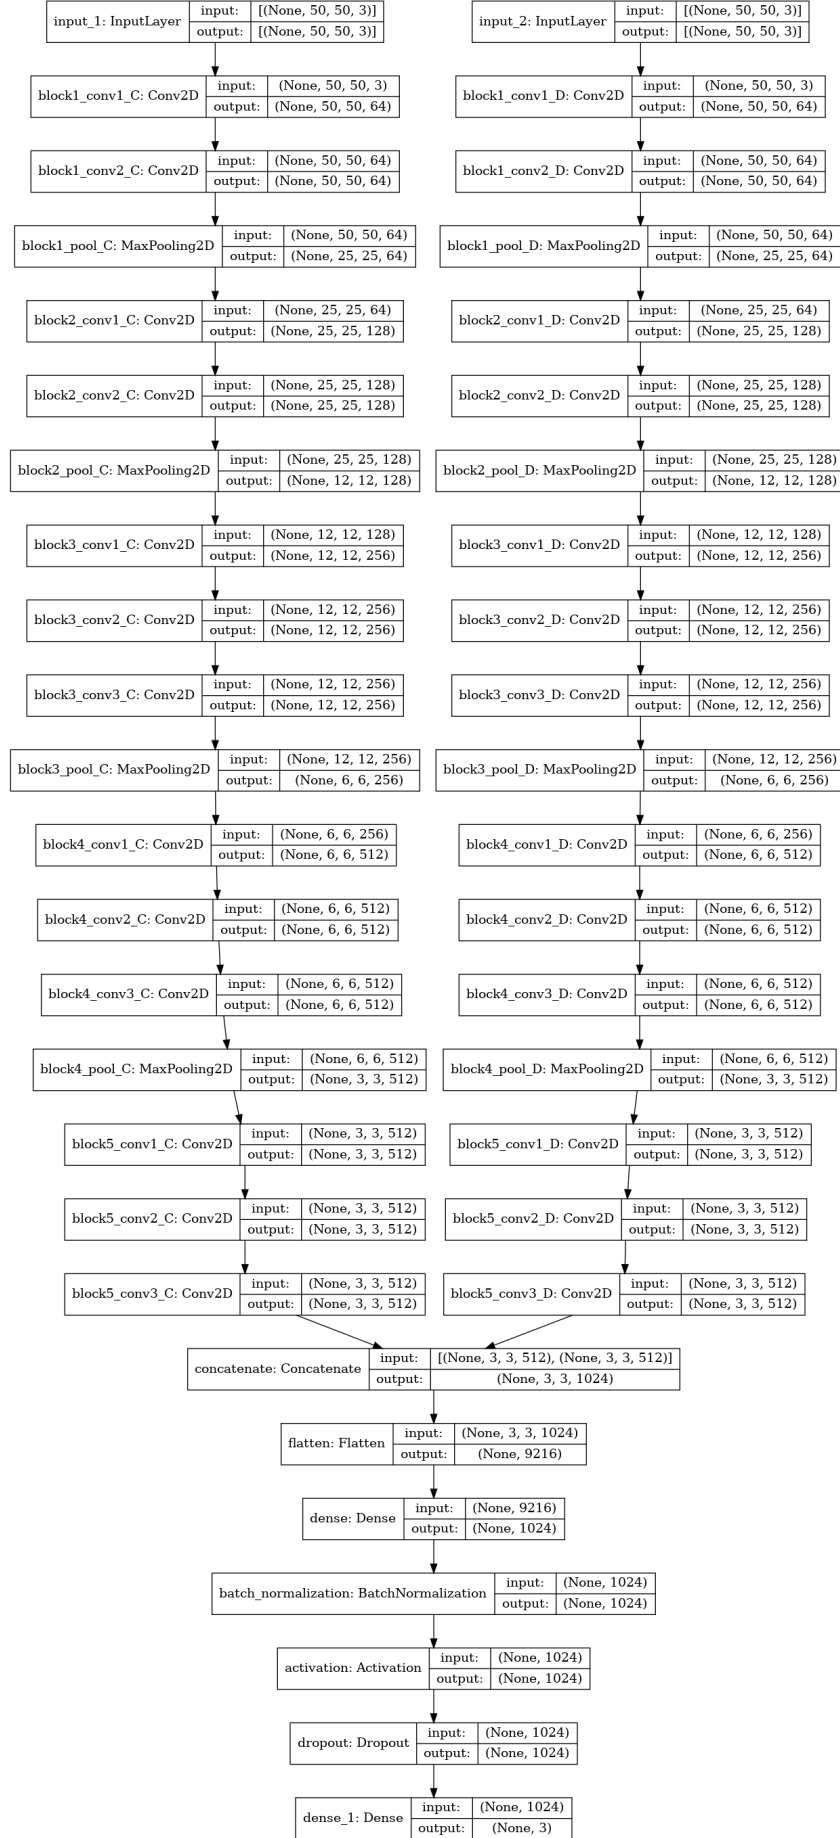 input_1: InputLayer input: [(None, 50, 50, 3)]
output: [(None, 50, 50, 3)]
input_2: InputLayer input: [(None, 50, 50, 3)]
output: [(None, 50, 50, 3)]
block1_conv1_C: Conv2D input: (None, 50, 50, 3)
output: (None, 50, 50, 64)
block1_conv1_D: Conv2D input: (None, 50, 50, 3)
output: (None, 50, 50, 64)
block1_conv2_C: Conv2D input: (None, 50, 50, 64)
output: (None, 50, 50, 64)
block1_conv2_D: Conv2D input: (None, 50, 50, 64)
output: (None, 50, 50, 64)
block1_pool_C: MaxPooling2D input: (None, 50, 50, 64)
output: (None, 25, 25, 64)
block1_pool_D: MaxPooling2D input: (None, 50, 50, 64)
output: (None, 25, 25, 64)
block2_conv1_C: Conv2D input: (None, 25, 25, 64)
output: (None, 25, 25, 128)
block2_conv1_D: Conv2D input: (None, 25, 25, 64)
output: (None, 25, 25, 128)
block2_conv2_C: Conv2D input: (None, 25, 25, 128)
output: (None, 25, 25, 128)
block2_conv2_D: Conv2D input: (None, 25, 25, 128)
output: (None, 25, 25, 128)
block2_pool_C: MaxPooling2D input: (None, 25, 25, 128)
output: (None, 12, 12, 128)
block2_pool_D: MaxPooling2D input: (None, 25, 25, 128)
output: (None, 12, 12, 128)
block3_conv1_C: Conv2D input: (None, 12, 12, 128)
output: (None, 12, 12, 256)
block3_conv1_D: Conv2D input: (None, 12, 12, 128)
output: (None, 12, 12, 256)
block3_conv2_C: Conv2D input: (None, 12, 12, 256)
output: (None, 12, 12, 256)
block3_conv2_D: Conv2D input: (None, 12, 12, 256)
output: (None, 12, 12, 256)
block3_conv3_C: Conv2D input: (None, 12, 12, 256)
output: (None, 12, 12, 256)
block3_conv3_D: Conv2D input: (None, 12, 12, 256)
output: (None, 12, 12, 256)
block3_pool_C: MaxPooling2D input: (None, 12, 12, 256)
output: (None, 6, 6, 256)
block3_pool_D: MaxPooling2D input: (None, 12, 12, 256)
output: (None, 6, 6, 256)
block4_conv1_C: Conv2D input: (None, 6, 6, 256)
output: (None, 6, 6, 512)
block4_conv1_D: Conv2D input: (None, 6, 6, 256)
output: (None, 6, 6, 512)
block4_conv2_C: Conv2D input: (None, 6, 6, 512)
output: (None, 6, 6, 512)
block4_conv2_D: Conv2D input: (None, 6, 6, 512)
output: (None, 6, 6, 512)
block4_conv3_C: Conv2D input: (None, 6, 6, 512)
output: (None, 6, 6, 512)
block4_conv3_D: Conv2D input: (None, 6, 6, 512)
output: (None, 6, 6, 512)
block4_pool_C: MaxPooling2D input: (None, 6, 6, 512)
output: (None, 3, 3, 512)
block4_pool_D: MaxPooling2D input: (None, 6, 6, 512)
output: (None, 3, 3, 512)
block5_conv1_C: Conv2D input: (None, 3, 3, 512)
output: (None, 3, 3, 512)
block5_conv1_D: Conv2D input: (None, 3, 3, 512)
output: (None, 3, 3, 512)
block5_conv2_C: Conv2D input: (None, 3, 3, 512)
output: (None, 3, 3, 512)
block5_conv2_D: Conv2D input: (None, 3, 3, 512)
output: (None, 3, 3, 512)
block5_conv3_C: Conv2D input: (None, 3, 3, 512)
output: (None, 3, 3, 512)
block5_conv3_D: Conv2D input: (None, 3, 3, 512)
output: (None, 3, 3, 512)
concatenate: Concatenate input: [(None, 3, 3, 512), (None, 3, 3, 512)]
output: (None, 3, 3, 1024)
flatten: Flatten input: (None, 3, 3, 1024)
output: (None, 9216)
dense: Dense input: (None, 9216)
output: (None, 1024)
batch_normalization: BatchNormalization input: (None, 1024)
output: (None, 1024)
activation: Activation input: (None, 1024)
output: (None, 1024)
dropout: Dropout input: (None, 1024)
output: (None, 1024)
dense_1: Dense input: (None, 1024)
output: (None, 3)